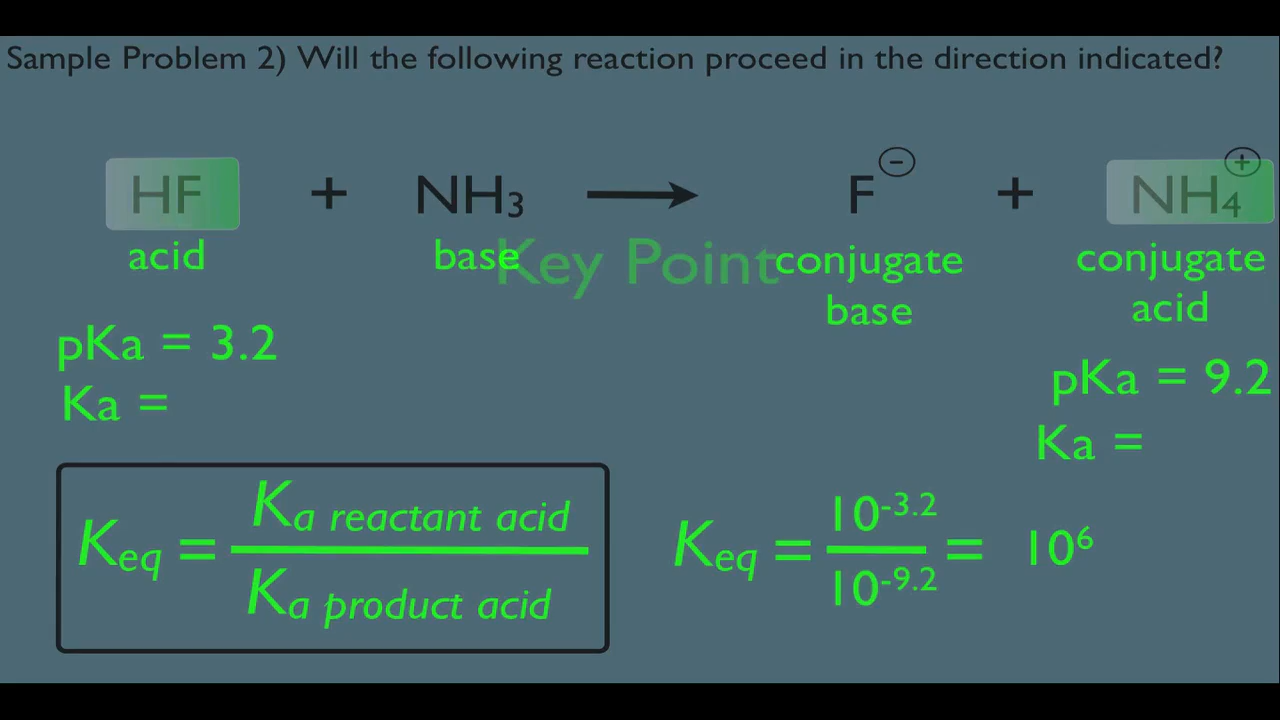 Sample Problem 2) Will the following reaction proceed in the direction indicated?
HF + NH₃ → F⊖ + NH₄⊕
acid base conjugate base conjugate acid
Key Point
pKa = 3.2
Ka =
pKa = 9.2
Ka =
Keq = Ka reactant acid / Ka product acid
Keq = 10⁻³·² / 10⁻⁹·² = 10⁶